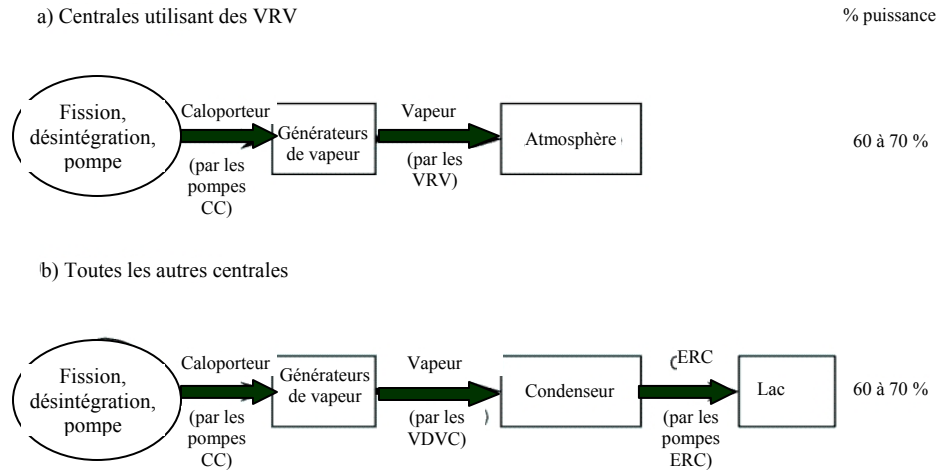 a) Centrales utilisant des VRV
% puissance
Fission,
désintégration,
pompe
Caloporteur
(par les
pompes
CC)
Générateurs
de vapeur
Vapeur
(par les
VRV)
Atmosphère
60 à 70 %
b) Toutes les autres centrales
Fission,
désintégration,
pompe
Caloporteur
(par les
pompes
CC)
Générateurs
de vapeur
Vapeur
(par les
VDVC)
Condenseur
ERC
(par les
pompes
ERC)
Lac
60 à 70 %